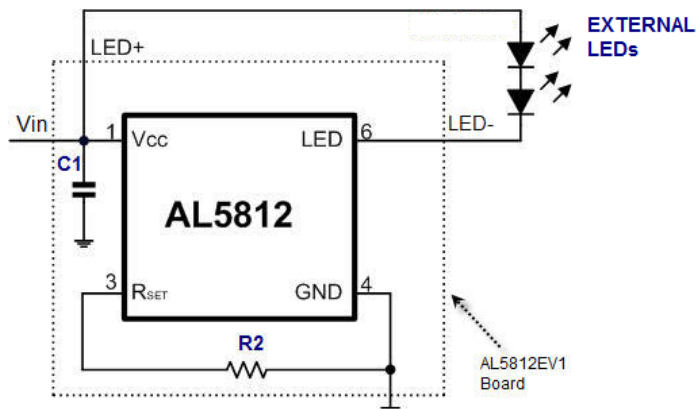 EXTERNAL
LEDs
LED+
Vin
1
Vcc
LED
6
LED-
C1
AL5812
3
RSET
GND
4
R2
AL5812EV1
Board